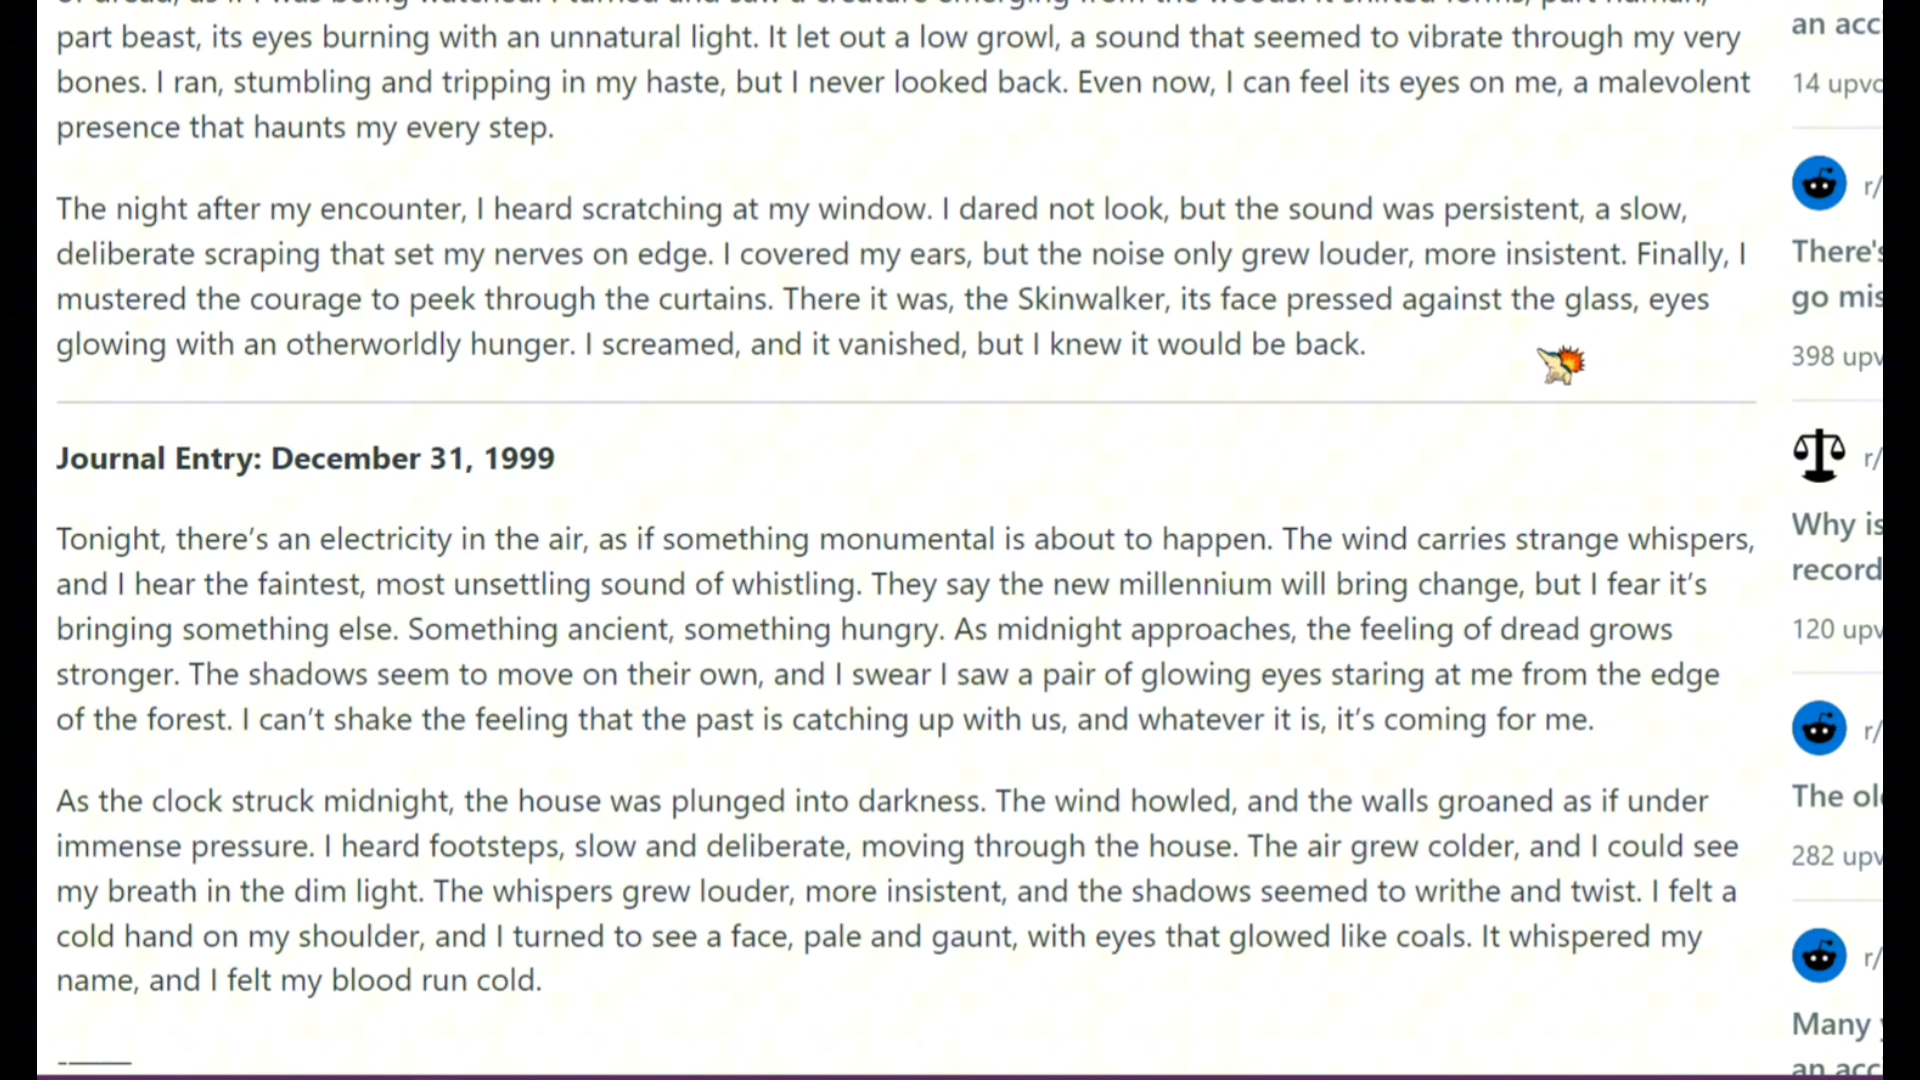 part beast, its eyes burning with an unnatural light. It let out a low growl, a sound that seemed to vibrate through my very
bones. I ran, stumbling and tripping in my haste, but I never looked back. Even now, I can feel its eyes on me, a malevolent
presence that haunts my every step.
The night after my encounter, I heard scratching at my window. I dared not look, but the sound was persistent, a slow,
deliberate scraping that set my nerves on edge. I covered my ears, but the noise only grew louder, more insistent. Finally, I
mustered the courage to peek through the curtains. There it was, the Skinwalker, its face pressed against the glass, eyes
glowing with an otherworldly hunger. I screamed, and it vanished, but I knew it would be back.
Journal Entry: December 31, 1999
Tonight, there’s an electricity in the air, as if something monumental is about to happen. The wind carries strange whispers,
and I hear the faintest, most unsettling sound of whistling. They say the new millennium will bring change, but I fear it’s
bringing something else. Something ancient, something hungry. As midnight approaches, the feeling of dread grows
stronger. The shadows seem to move on their own, and I swear I saw a pair of glowing eyes staring at me from the edge
of the forest. I can’t shake the feeling that the past is catching up with us, and whatever it is, it’s coming for me.
As the clock struck midnight, the house was plunged into darkness. The wind howled, and the walls groaned as if under
immense pressure. I heard footsteps, slow and deliberate, moving through the house. The air grew colder, and I could see
my breath in the dim light. The whispers grew louder, more insistent, and the shadows seemed to writhe and twist. I felt a
cold hand on my shoulder, and I turned to see a face, pale and gaunt, with eyes that glowed like coals. It whispered my
name, and I felt my blood run cold.
an acc
14 upvo
r/
There's
go mis
398 upv
r/
Why is
record
120 upv
r/
The ol
282 upv
r/
Many
an acc